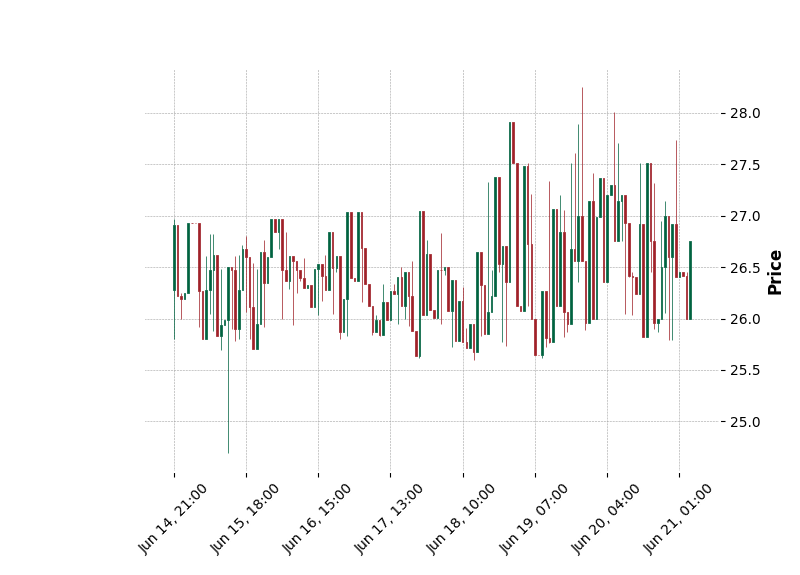 28.0
27.5
27.0
26.5
26.0
25.5
25.0
Price
Jun 14, 21:00
Jun 15, 18:00
Jun 16, 15:00
Jun 17, 13:00
Jun 18, 10:00
Jun 19, 07:00
Jun 20, 04:00
Jun 21, 01:00